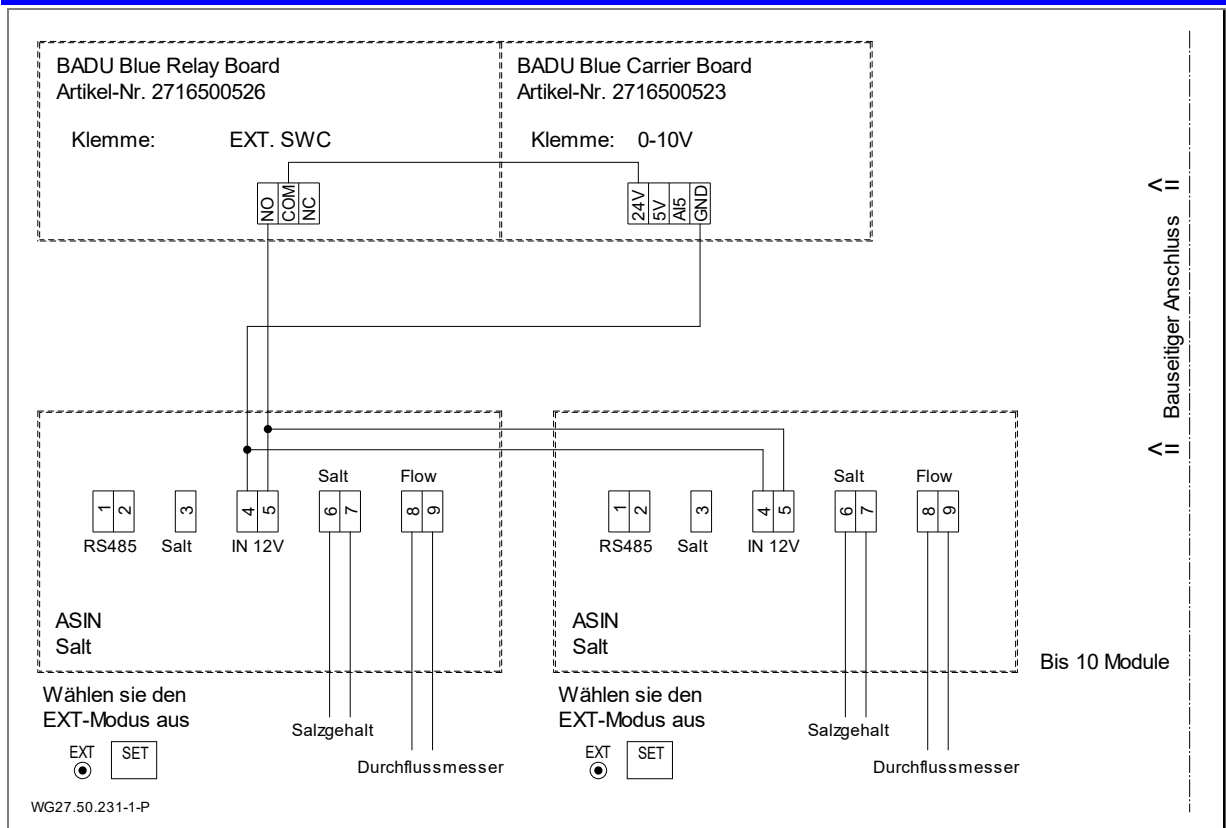 BADU Blue Relay Board
Artikel-Nr. 2716500526
Klemme: EXT. SWC
NO
COM
NC
BADU Blue Carrier Board
Artikel-Nr. 2716500523
Klemme: 0-10V
24V
5V
AI5
GND
<=
Bauseitiger Anschluss
<=
Salt
Flow
1
2
3
4
5
6
7
8
9
RS485
Salt
IN 12V
ASIN
Salt
Salt
Flow
1
2
3
4
5
6
7
8
9
RS485
Salt
IN 12V
ASIN
Salt
Bis 10 Module
Wählen sie den
EXT-Modus aus
EXT
SET
Salzgehalt
Durchflussmesser
Wählen sie den
EXT-Modus aus
EXT
SET
Salzgehalt
Durchflussmesser
WG27.50.231-1-P